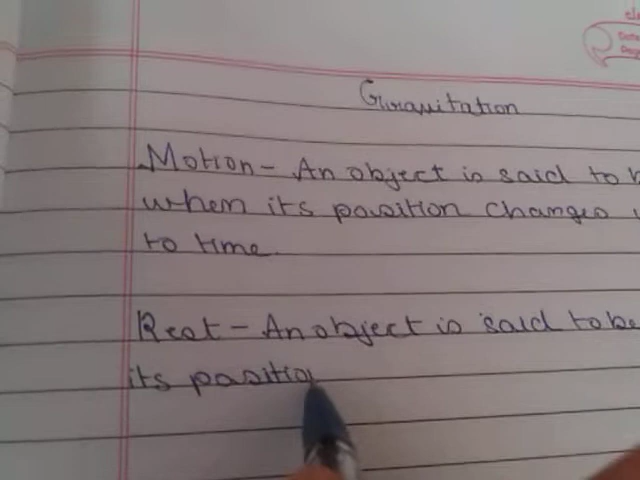 Gravitation
Motion - An object is said to b
when its position changes
to time.
Rest - An object is said to be
its position